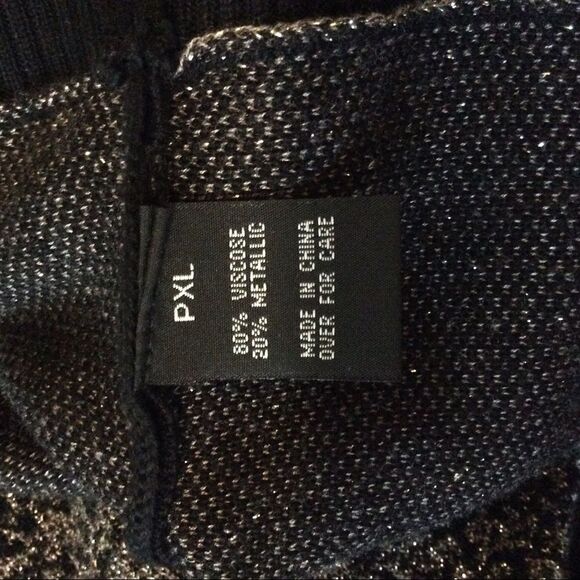 PXL
80% VISCOSE
20% METALLIC
MADE IN CHINA
OVER FOR CARE